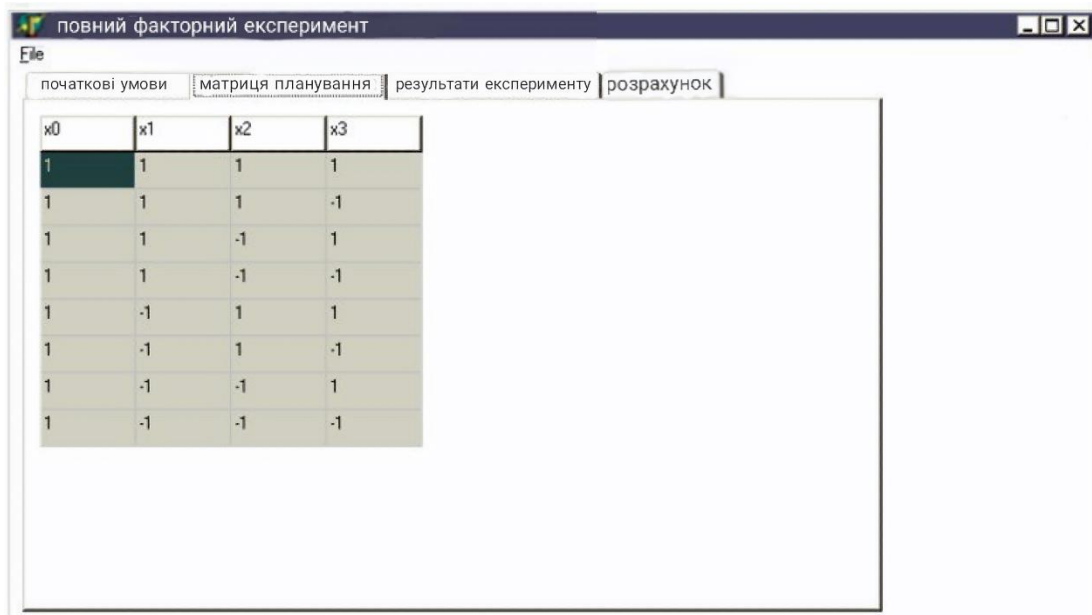 повний факторний експеримент
File
початкові умови матриця планування результати експерименту розрахунок
x0 x1 x2 x3
1 1 1 1
1 1 1 -1
1 1 -1 1
1 1 -1 -1
1 -1 1 1
1 -1 1 -1
1 -1 -1 1
1 -1 -1 -1